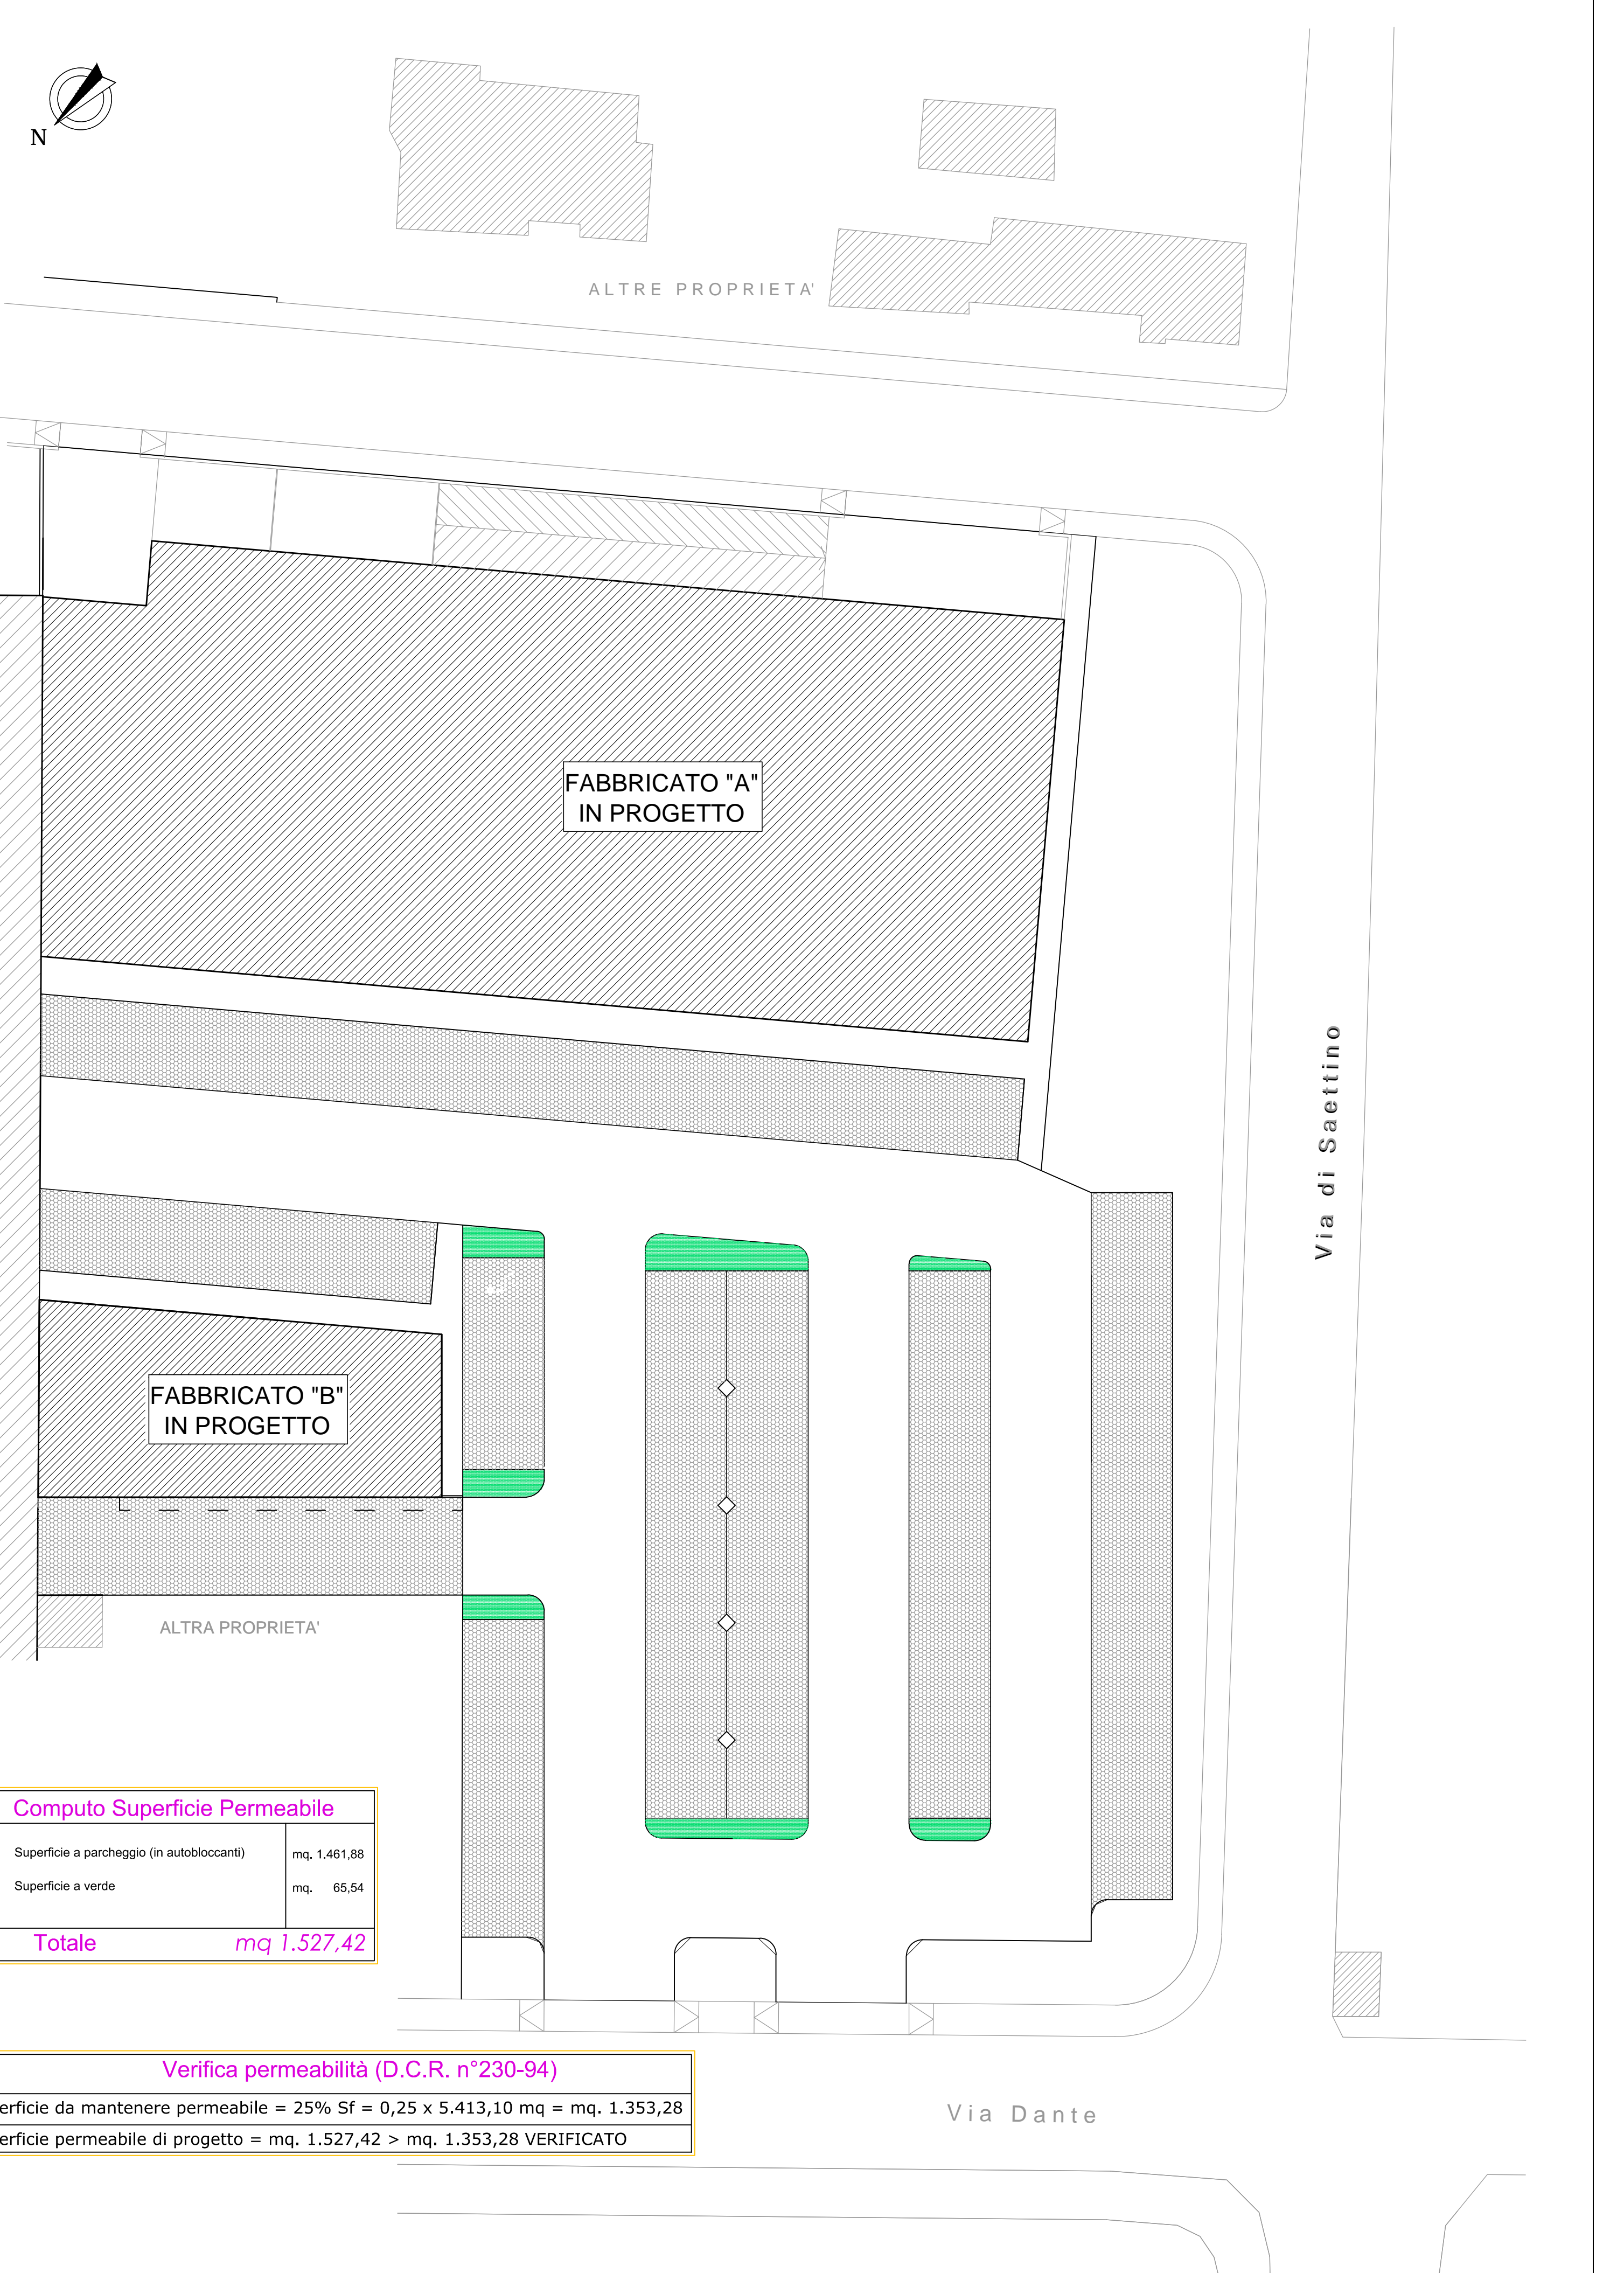 N
ALTRE PROPRIETA'
FABBRICATO "A"
IN PROGETTO
Via di Saettino
FABBRICATO "B"
IN PROGETTO
ALTRA PROPRIETA'
Computo Superficie Permeabile
Superficie a parcheggio (in autobloccanti) mq. 1.461,88
Superficie a verde mq. 65,54
Totale mq 1.527,42
Verifica permeabilità (D.C.R. n°230-94)
erficie da mantenere permeabile = 25% Sf = 0,25 x 5.413,10 mq = mq. 1.353,28
erficie permeabile di progetto = mq. 1.527,42 > mq. 1.353,28 VERIFICATO
Via Dante